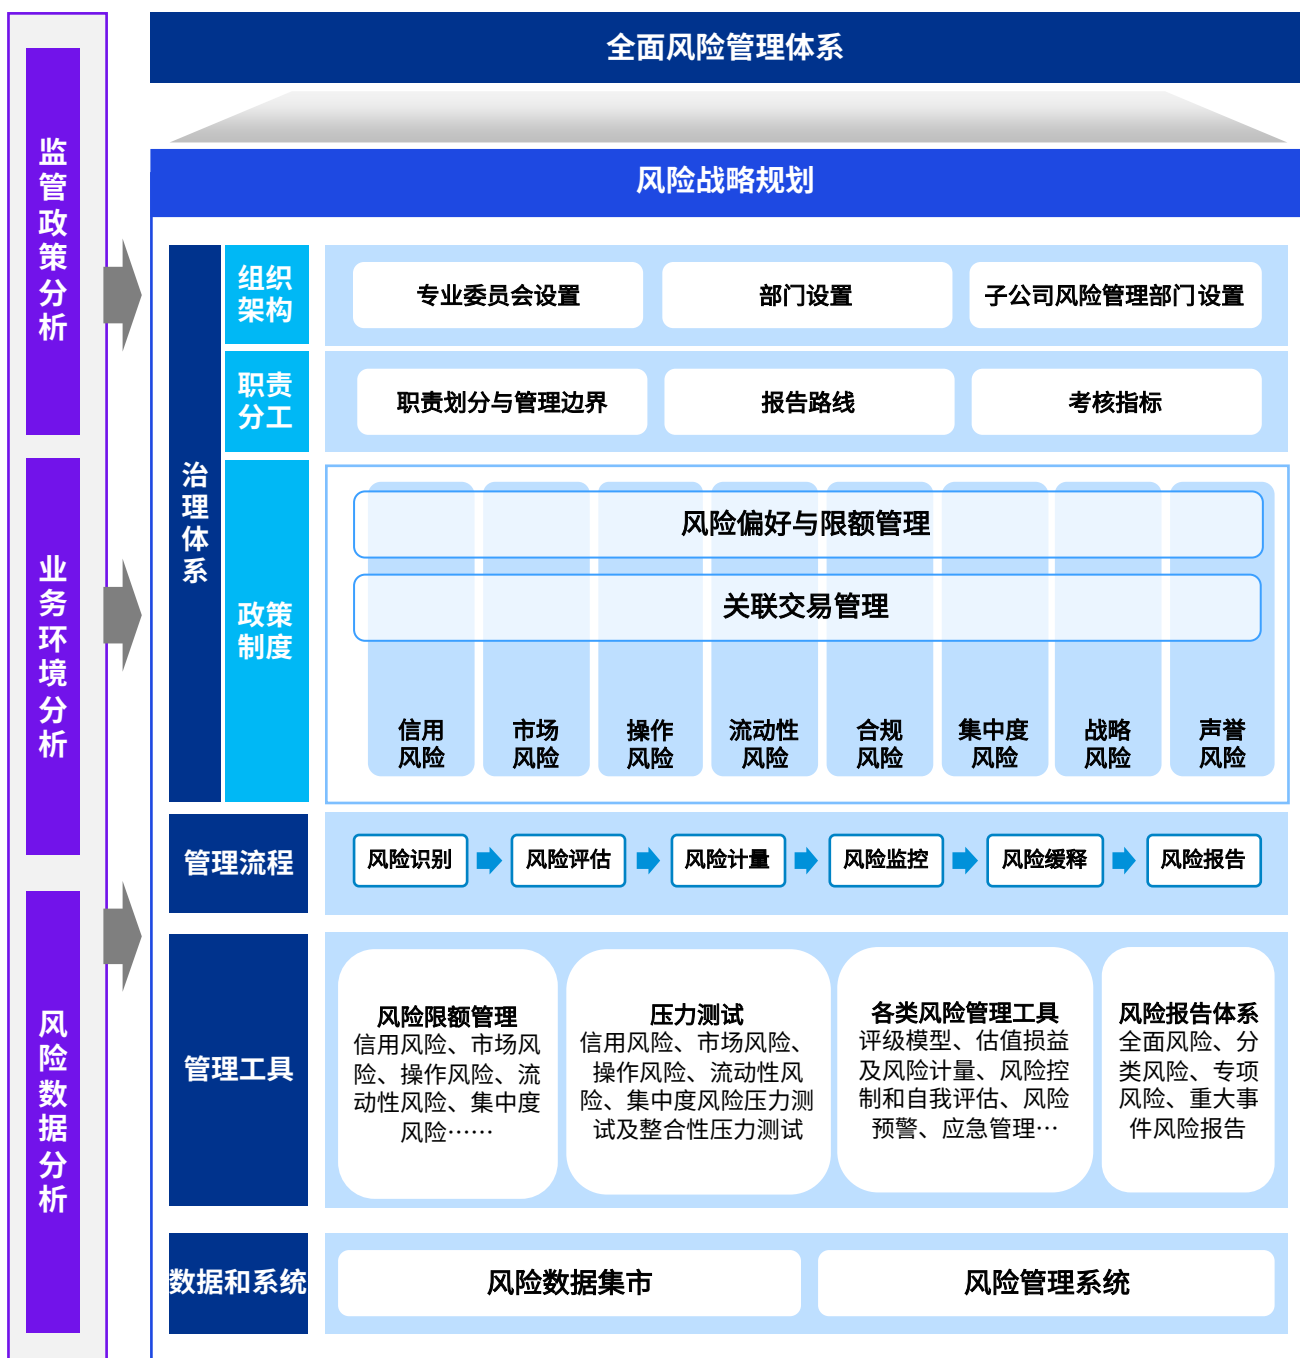 全面风险管理体系
监管政策分析
业务环境分析
风险数据分析
风险战略规划
治理体系
组织
架构
专业委员会设置
部门设置
子公司风险管理部门设置
职责
分工
职责划分与管理边界
报告路线
考核指标
政策
制度
风险偏好与限额管理
关联交易管理
信用
风险
市场
风险
操作
风险
流动性
风险
合规
风险
集中度
风险
战略
风险
声誉
风险
管理流程
风险识别
风险评估
风险计量
风险监控
风险缓释
风险报告
管理工具
风险限额管理
信用风险、市场风
险、操作风险、流
动性风险、集中度
风险……
压力测试
信用风险、市场风险、
操作风险、流动性风
险、集中度风险压力测
试及整合性压力测试
各类风险管理工具
评级模型、估值损益
及风险计量、风险控
制和自我评估、风险
预警、应急管理…
风险报告体系
全面风险、分
类风险、专项
风险、重大事
件风险报告
数据和系统
风险数据集市
风险管理系统